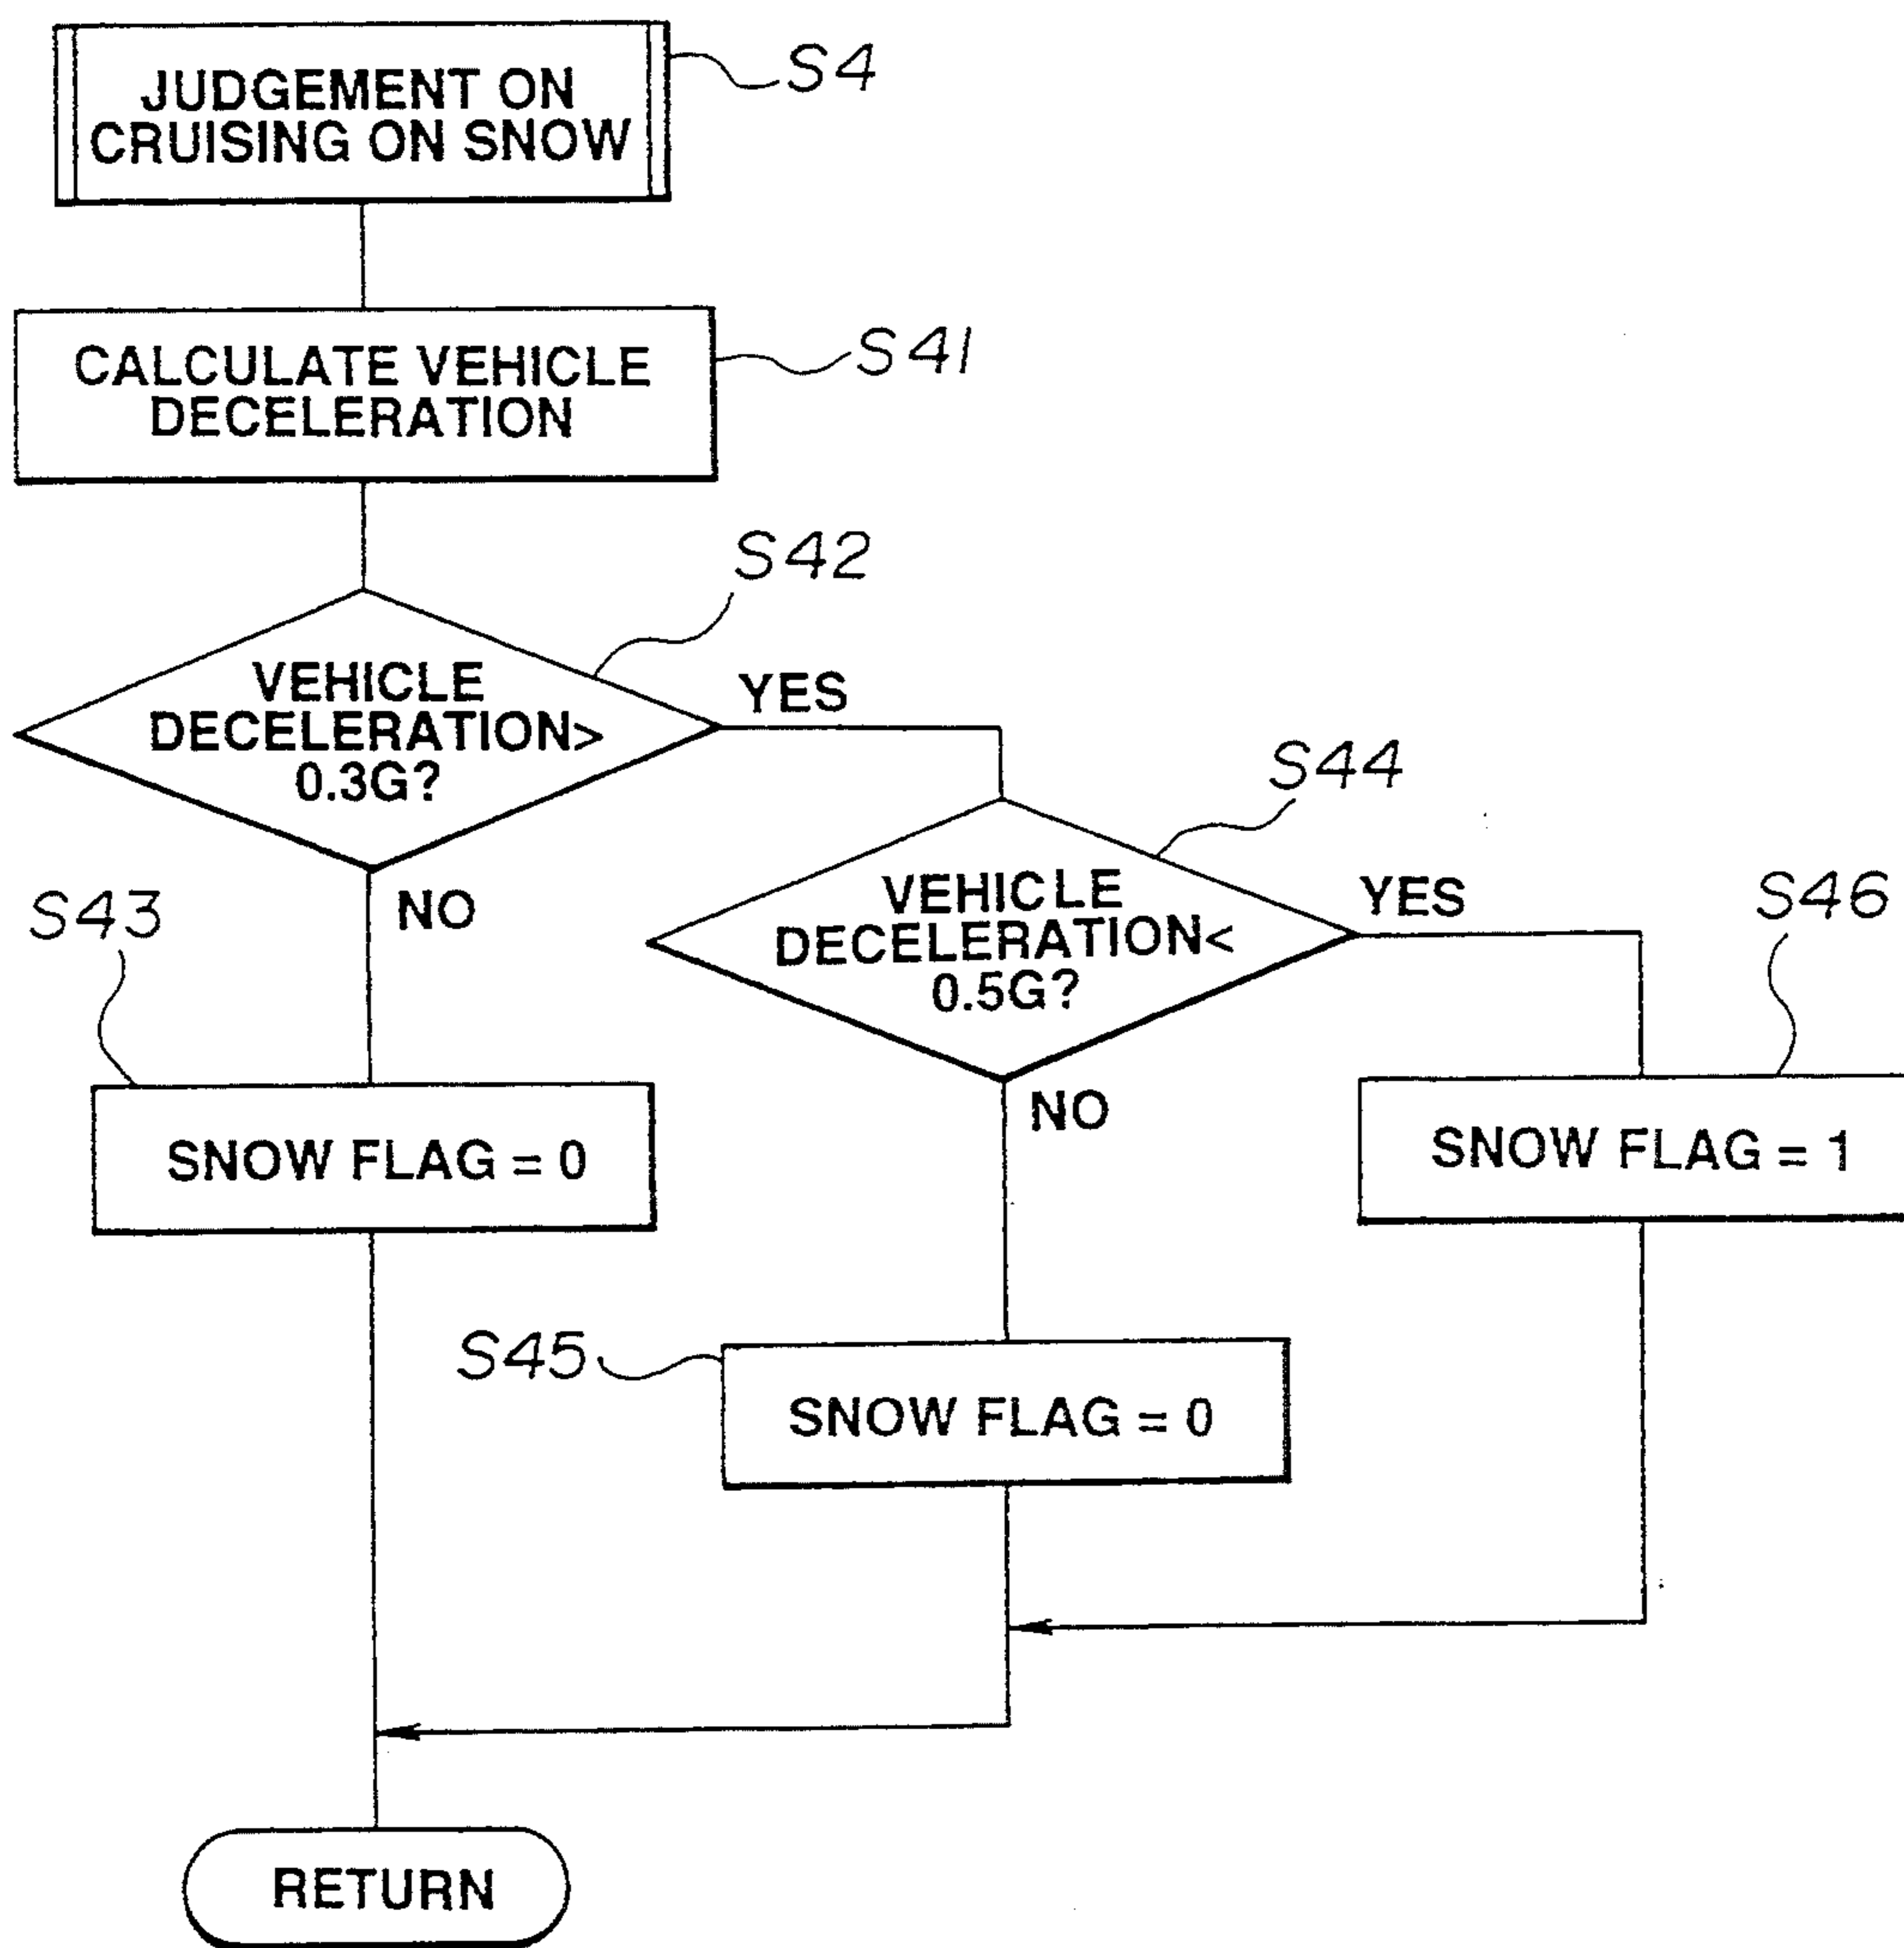 JUDGEMENT ON
CRUISING ON SNOW
S4
CALCULATE VEHICLE
DECELERATION
S41
S42
VEHICLE
DECELERATION>
0.3G?
YES
NO
S44
VEHICLE
DECELERATION<
0.5G?
YES
NO
S43
SNOW FLAG = 0
S46
SNOW FLAG = 1
S45
SNOW FLAG = 0
RETURN